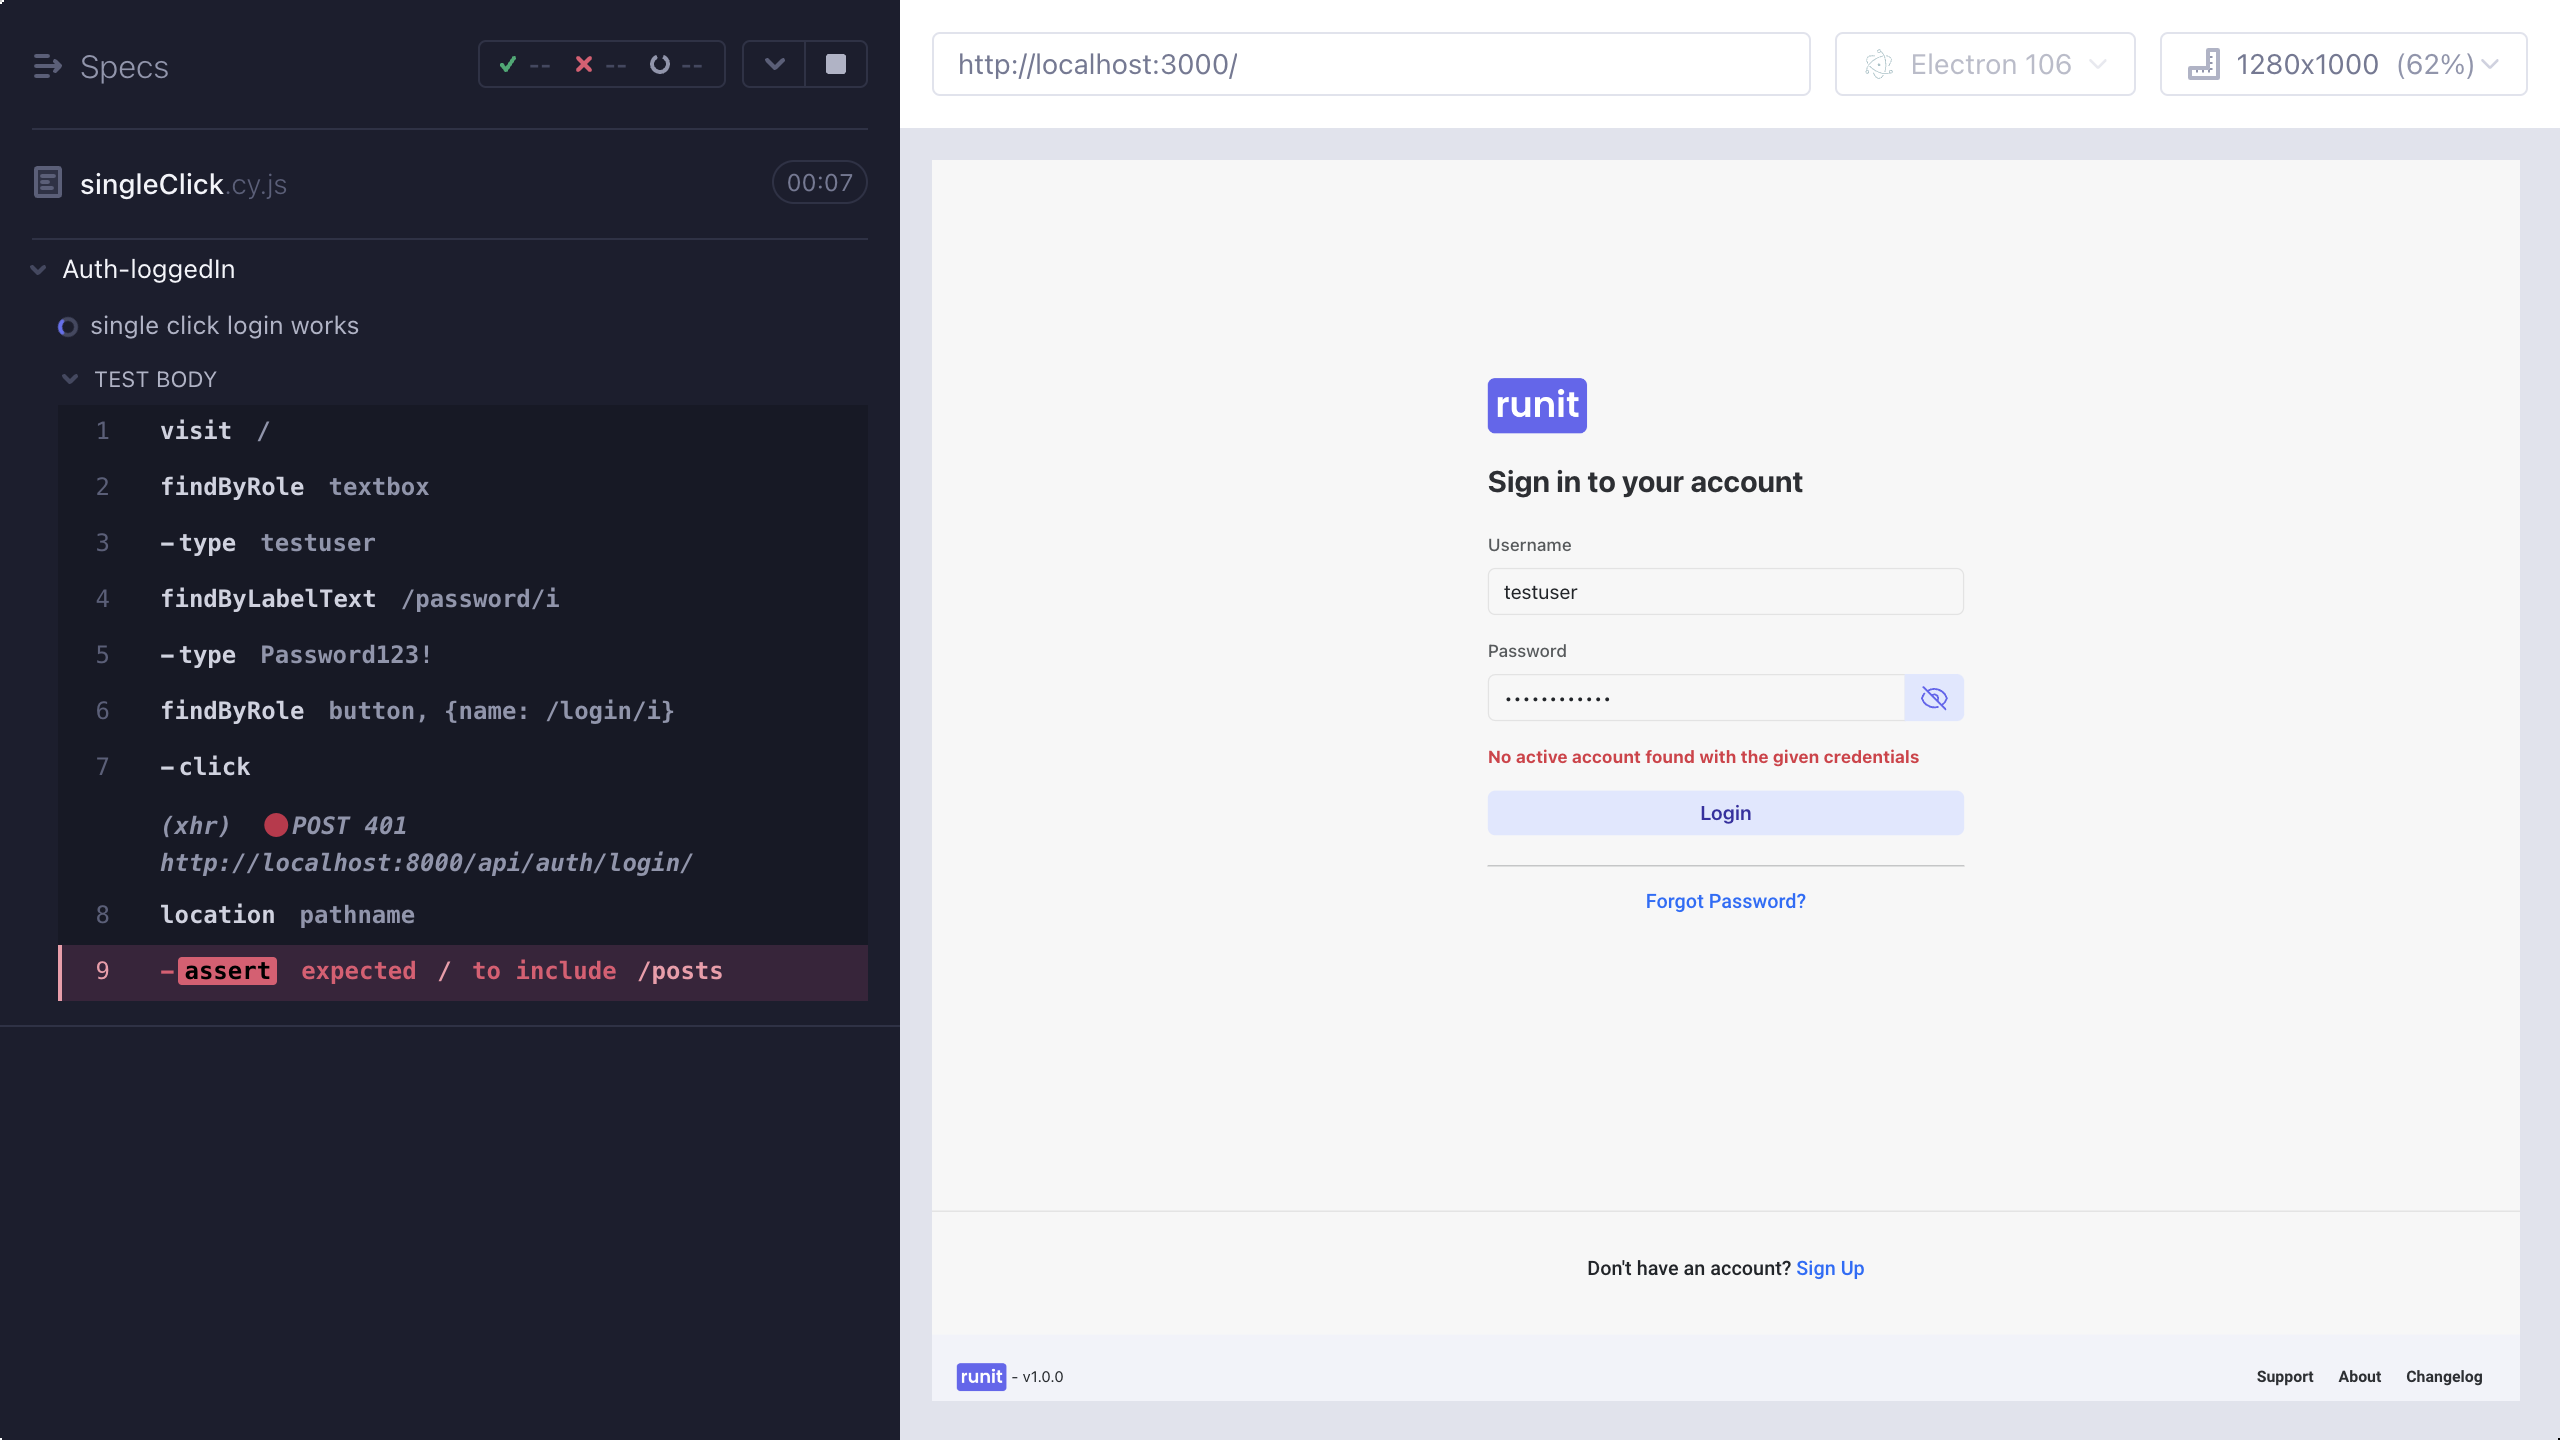 Specs
-- -- --
singleClick.cy.js
00:07
Auth-loggedIn
single click login works
TEST BODY
1 visit /
2 findByRole textbox
3 -type testuser
4 findByLabelText /password/i
5 -type Password123!
6 findByRole button, {name: /login/i}
7 -click
(xhr) POST 401
http://localhost:8000/api/auth/login/
8 location pathname
9 -assert expected / to include /posts
http://localhost:3000/
Electron 106
1280x1000 (62%)
runit
Sign in to your account
Username
testuser
Password
••••••••••••
No active account found with the given credentials
Login
Forgot Password?
Don't have an account? Sign Up
runit - v1.0.0
Support About Changelog